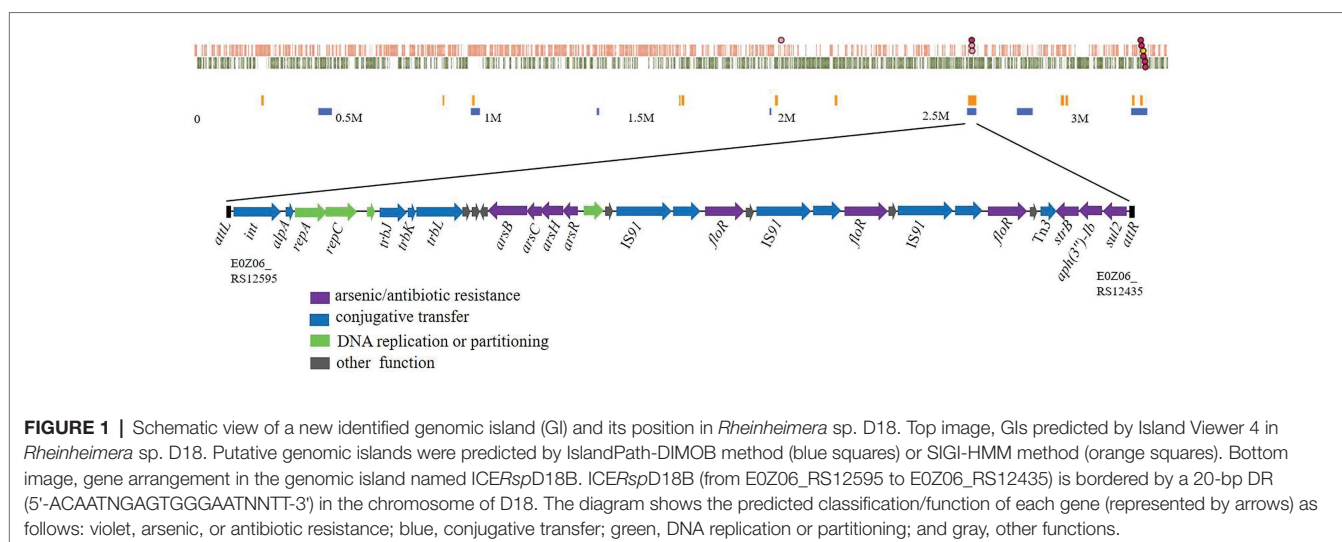 0 0.5M 1M 1.5M 2M 2.5M 3M
attL int alpA repA repC trbJ trbK trbL arsB arsC arsH arsR IS91 floR IS91 floR IS91 floR Tn3 strB aph(3")-Ib sul2 attR
E0Z06_
RS12595
E0Z06_
RS12435
arsenic/antibiotic resistance
conjugative transfer
DNA replication or partitioning
other function
FIGURE 1 | Schematic view of a new identified genomic island (GI) and its position in Rheinheimera sp. D18. Top image, GIs predicted by Island Viewer 4 in
Rheinheimera sp. D18. Putative genomic islands were predicted by IslandPath-DIMOB method (blue squares) or SIGI-HMM method (orange squares). Bottom
image, gene arrangement in the genomic island named ICERspD18B. ICERspD18B (from E0Z06_RS12595 to E0Z06_RS12435) is bordered by a 20-bp DR
(5'-ACAATNGAGTGGGAATNNTT-3') in the chromosome of D18. The diagram shows the predicted classification/function of each gene (represented by arrows) as
follows: violet, arsenic, or antibiotic resistance; blue, conjugative transfer; green, DNA replication or partitioning; and gray, other functions.